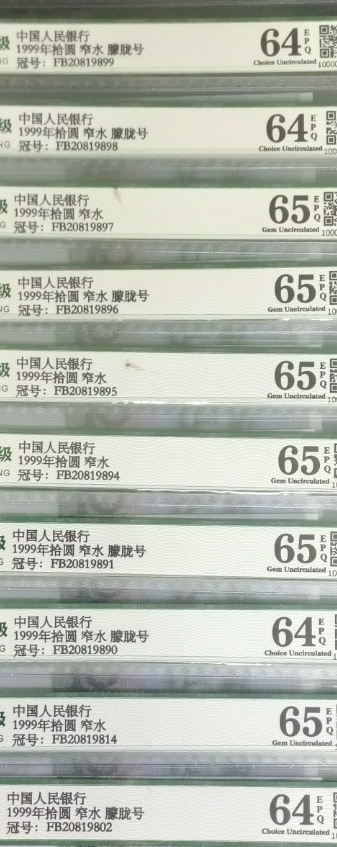 级 中国人民银行 64 EPQ
1999年拾圆 窄水 朦胧号 Choice Uncirculated
NG 冠号：FB20819899
级 中国人民银行 64 EPQ
1999年拾圆 窄水 朦胧号 Choice Uncirculated
NG 冠号：FB20819898
级 中国人民银行 65 EPQ
1999年拾圆 窄水 Gem Uncirculated
G 冠号：FB20819897
级 中国人民银行 65 EPQ
1999年拾圆 窄水 朦胧号 Gem Uncirculated
NG 冠号：FB20819896
级 中国人民银行 65 EPQ
1999年拾圆 窄水 Gem Uncirculated
G 冠号：FB20819895
级 中国人民银行 65 EPQ
1999年拾圆 窄水 Gem Uncirculated
NG 冠号：FB20819894
级 中国人民银行 65 EPQ
1999年拾圆 窄水 朦胧号 Gem Uncirculated
G 冠号：FB20819891
级 中国人民银行 64 EPQ
1999年拾圆 窄水 朦胧号 Choice Uncirculated
G 冠号：FB20819890
级 中国人民银行 65 EPQ
1999年拾圆 窄水 Gem Uncirculated
G 冠号：FB20819814
中国人民银行 64 EPQ
1999年拾圆 窄水 朦胧号 Choice Uncirculated
冠号：FB20819802